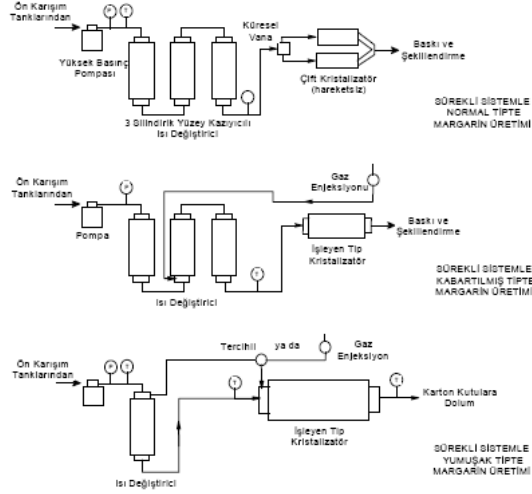 Ön Karışım
Tanklarından
P
T
Yüksek Basınç
Pompası
3 Silindirik Yüzey Kazıyıcılı
Isı Değiştirici
Küresel
Vana
Çift Kristalizatör
(hareketsiz)
Baskı ve
Şekillendirme
SÜREKLİ SİSTEMLE
NORMAL TİPTE
MARGARİN ÜRETİMİ
Ön Karışım
Tanklarından
P
Pompa
Isı Değiştirici
T
Gaz
Enjeksiyonu
İşleyen Tip
Kristalizatör
Baskı ve
Şekillendirme
SÜREKLİ SİSTEMLE
KABARTILMIŞ TİPTE
MARGARİN ÜRETİMİ
Ön Karışım
Tanklarından
P
T
Isı Değiştirici
Tercihli ya da
Gaz
Enjeksiyon
T
İşleyen Tip
Kristalizatör
T
Karton Kutulara
Dolum
SÜREKLİ SİSTEMLE
YUMUŞAK TİPTE
MARGARİN ÜRETİMİ